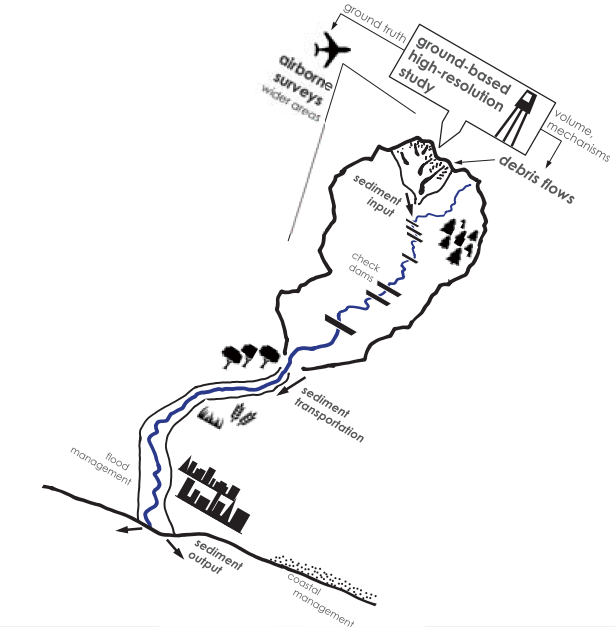 ground truth
ground-based
high-resolution
study
airborne
surveys
wider areas
volume,
mechanisms
debris flows
sediment
input
check
dams
sediment
transportation
flood
management
sediment
output
coastal
management